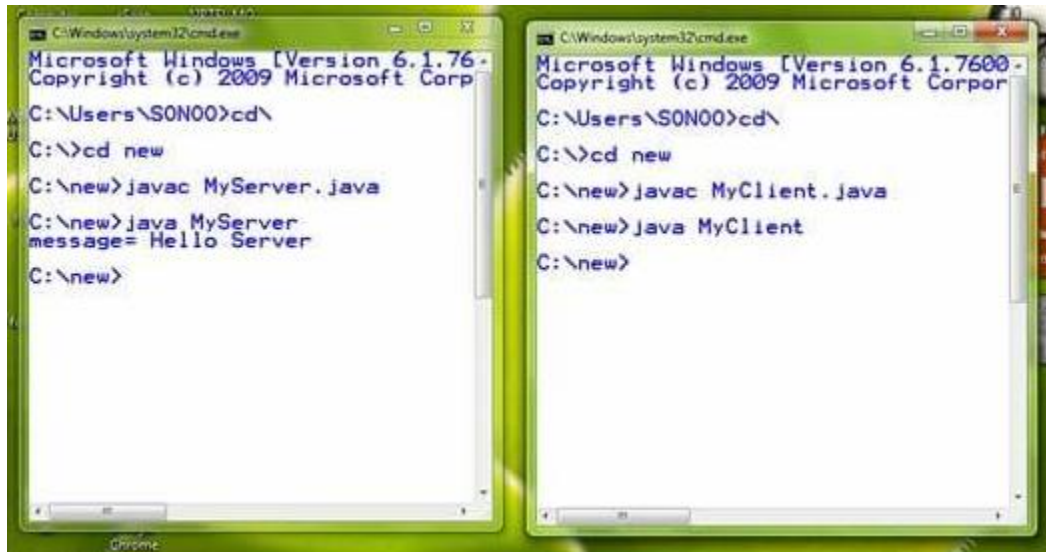 C:\Windows\system32\cmd.exe
Microsoft Windows [Version 6.1.76
Copyright (c) 2009 Microsoft Corp
C:\Users\SONOO>cd\
C:\>cd new
C:\new>javac MyServer.java
C:\new>java MyServer
message= Hello Server
C:\new>
C:\Windows\system32\cmd.exe
Microsoft Windows [Version 6.1.7600
Copyright (c) 2009 Microsoft Corpor
C:\Users\SONOO>cd\
C:\>cd new
C:\new>javac MyClient.java
C:\new>java MyClient
C:\new>
Chrome